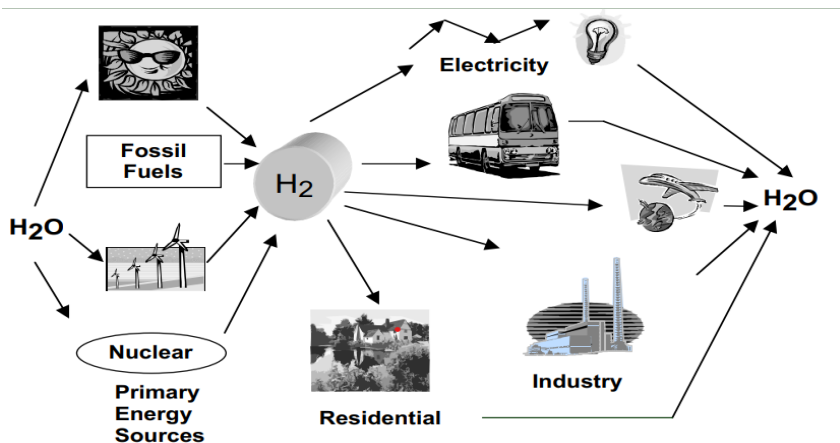 Electricity
Fossil
Fuels
H2
H2O
H2O
Nuclear
Primary
Energy
Sources
Residential
Industry